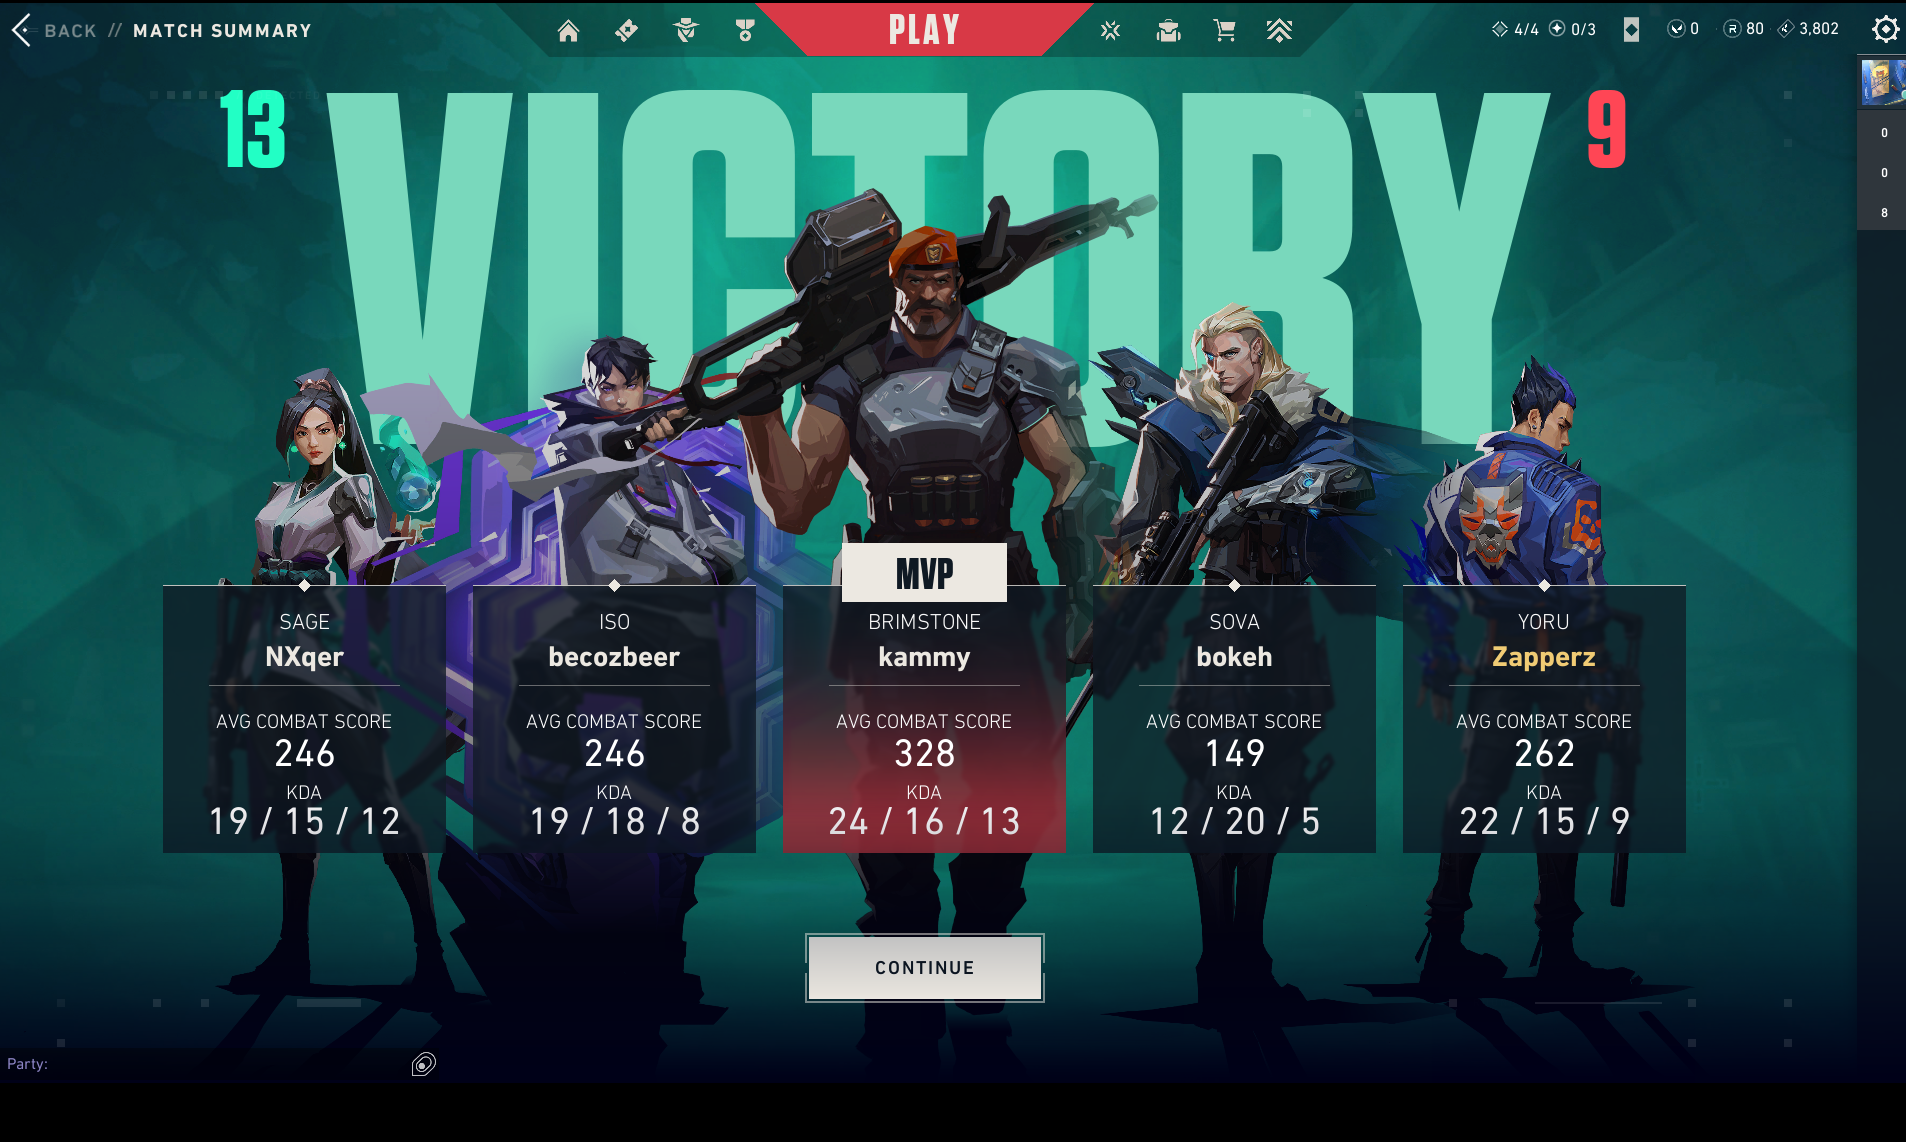 BACK // MATCH SUMMARY
PLAY
4/4 0/3 0 80 3,802
13 VICTORY 9
0
0
8
MVP
SAGE
NXqer
AVG COMBAT SCORE
246
KDA
19 / 15 / 12
ISO
becozbeer
AVG COMBAT SCORE
246
KDA
19 / 18 / 8
BRIMSTONE
kammy
AVG COMBAT SCORE
328
KDA
24 / 16 / 13
SOVA
bokeh
AVG COMBAT SCORE
149
KDA
12 / 20 / 5
YORU
Zapperz
AVG COMBAT SCORE
262
KDA
22 / 15 / 9
CONTINUE
Party: